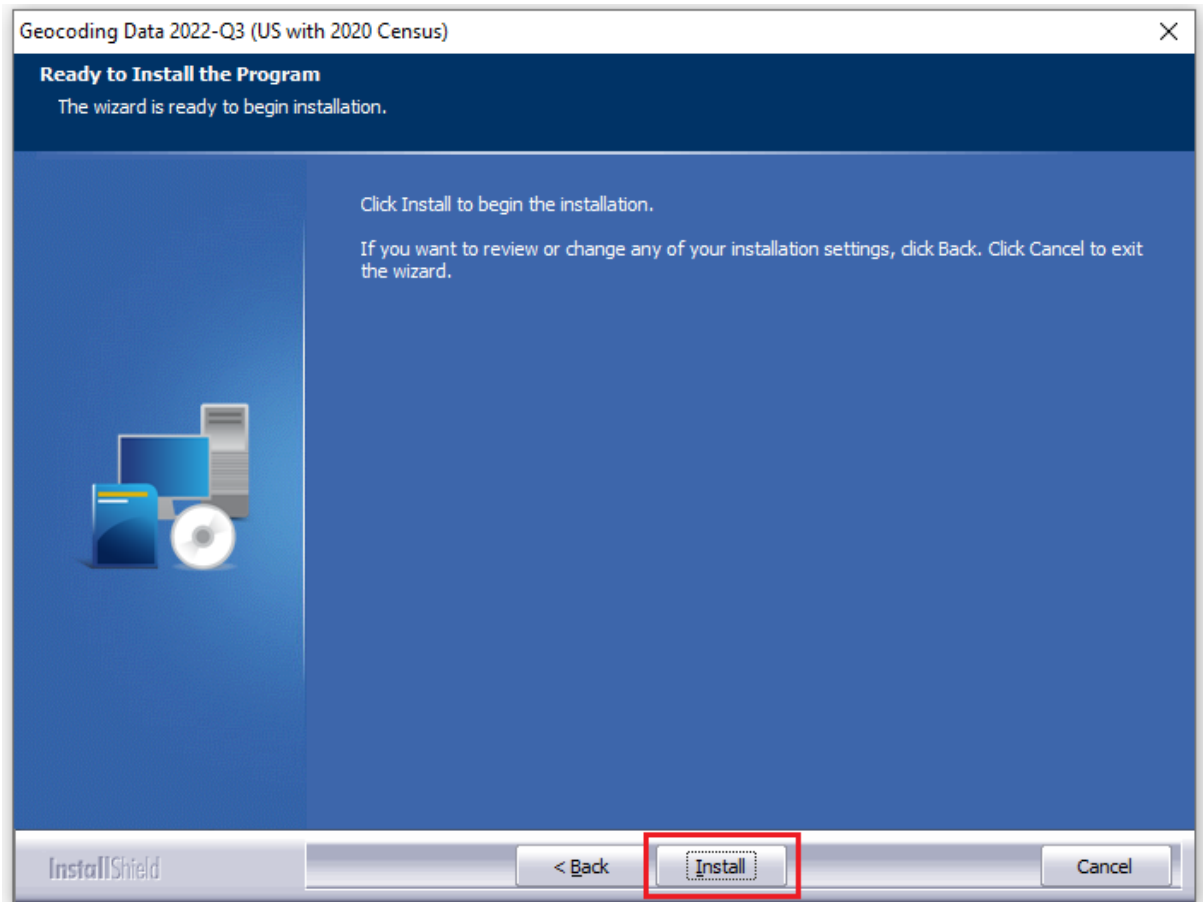 Geocoding Data 2022-Q3 (US with 2020 Census)
Ready to Install the Program
The wizard is ready to begin installation.
Click Install to begin the installation.
If you want to review or change any of your installation settings, click Back. Click Cancel to exit
the wizard.
InstallShield
< Back
Install
Cancel